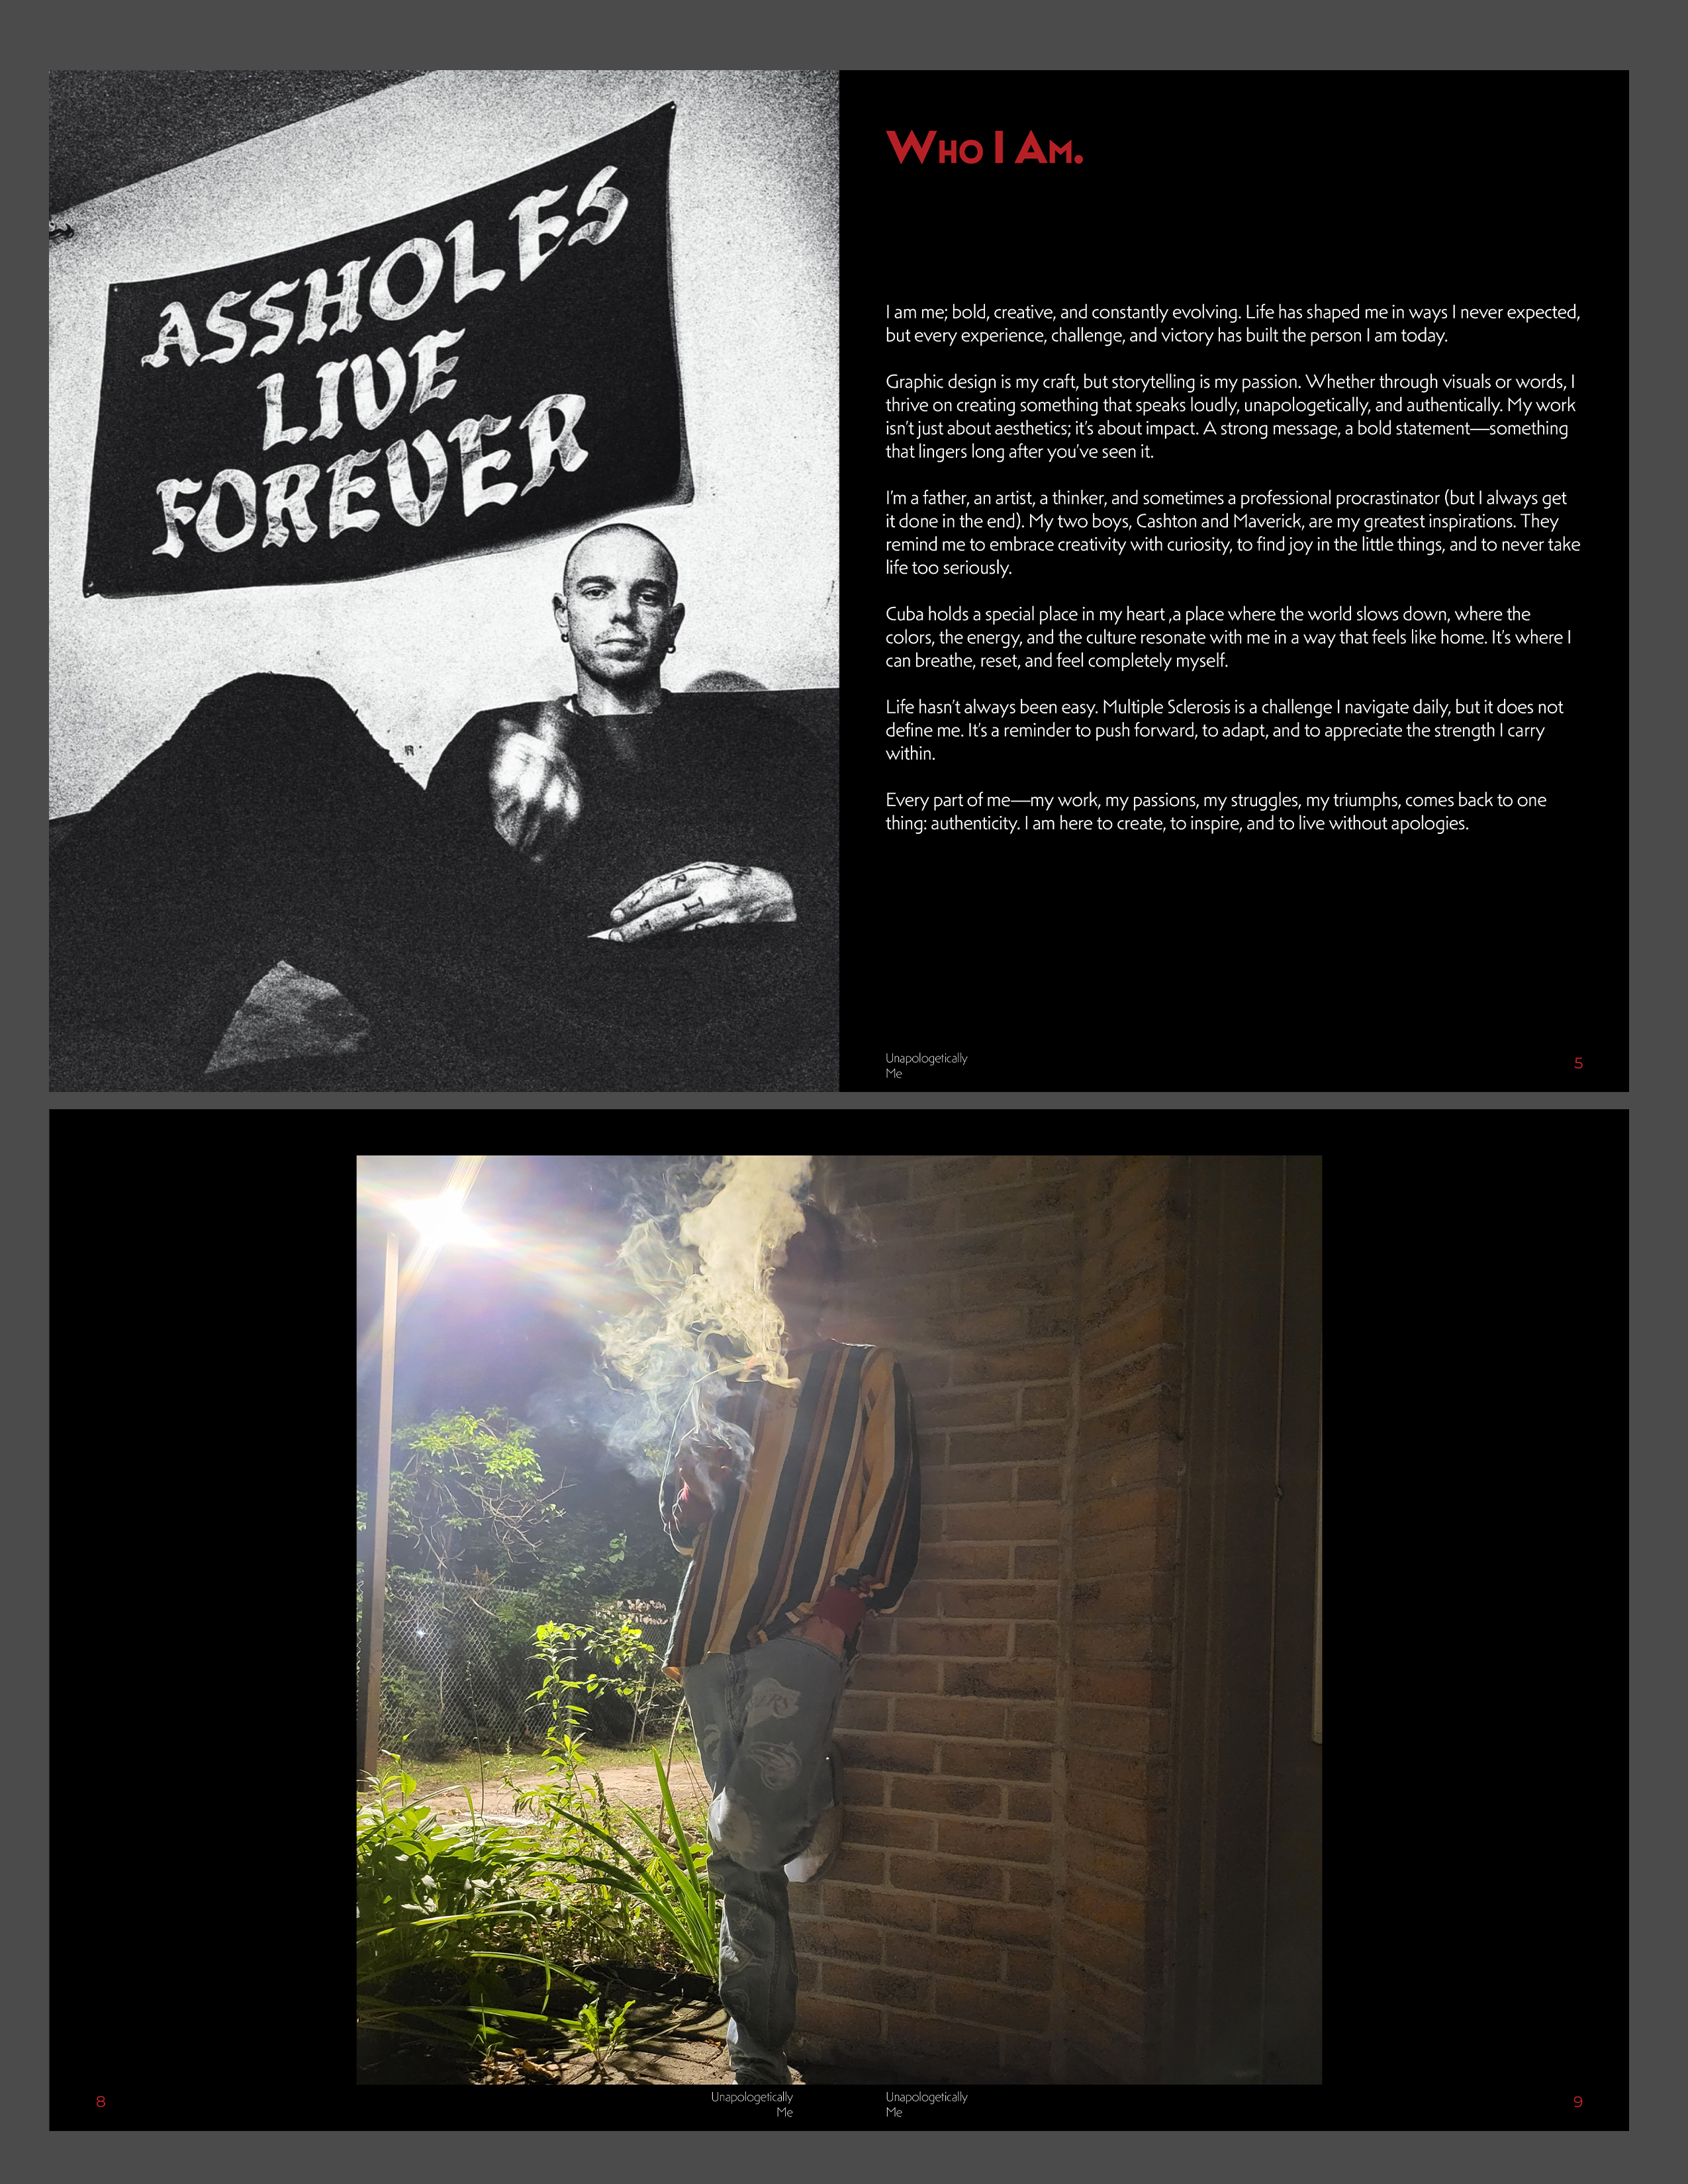 ASSHOLES
LIVE
FOREVER
WHO I AM.
I am me; bold, creative, and constantly evolving. Life has shaped me in ways I never expected,
but every experience, challenge, and victory has built the person I am today.
Graphic design is my craft, but storytelling is my passion. Whether through visuals or words, I
thrive on creating something that speaks loudly, unapologetically, and authentically. My work
isn't just about aesthetics; it's about impact. A strong message, a bold statement—something
that lingers long after you've seen it.
I'm a father, an artist, a thinker, and sometimes a professional procrastinator (but I always get
it done in the end). My two boys, Cashton and Maverick, are my greatest inspirations. They
remind me to embrace creativity with curiosity, to find joy in the little things, and to never take
life too seriously.
Cuba holds a special place in my heart ,a place where the world slows down, where the
colors, the energy, and the culture resonate with me in a way that feels like home. It's where I
can breathe, reset, and feel completely myself.
Life hasn't always been easy. Multiple Sclerosis is a challenge I navigate daily, but it does not
define me. It's a reminder to push forward, to adapt, and to appreciate the strength I carry
within.
Every part of me—my work, my passions, my struggles, my triumphs, comes back to one
thing: authenticity. I am here to create, to inspire, and to live without apologies.
Unapologetically
Me
5
8
Unapologetically
Me
Unapologetically
Me
9